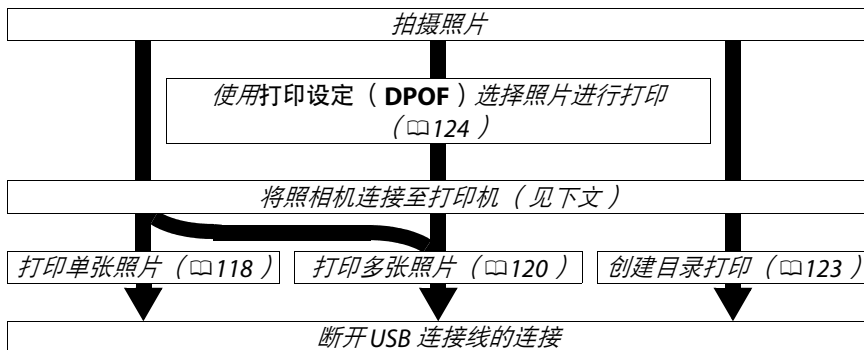 拍摄照片
使用打印设定（DPOF）选择照片进行打印
（📖124）
将照相机连接至打印机（见下文）
打印单张照片（📖118） 打印多张照片（📖120） 创建目录打印（📖123）
断开 USB 连接线的连接